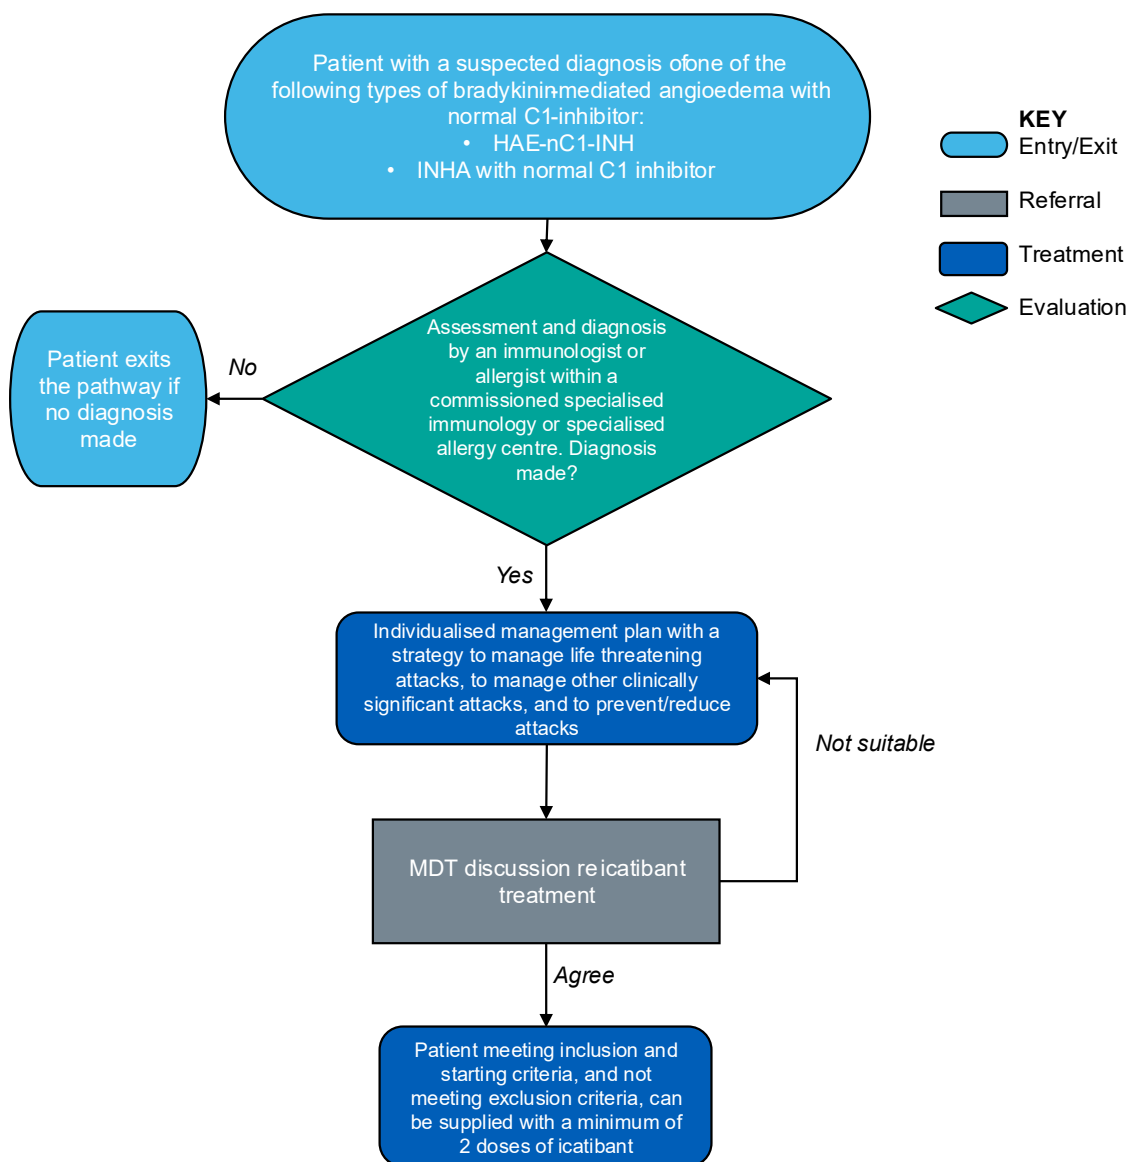 Patient with a suspected diagnosis ofone of the
following types of bradykinin-mediated angioedema with
normal C1-inhibitor:
• HAE-nC1-INH
• INHA with normal C1 inhibitor
KEY
Entry/Exit
Referral
Treatment
Evaluation
Assessment and diagnosis
by an immunologist or
allergist within a
commissioned specialised
immunology or specialised
allergy centre. Diagnosis
made?
No
Patient exits
the pathway if
no diagnosis
made
Yes
Individualised management plan with a
strategy to manage life threatening
attacks, to manage other clinically
significant attacks, and to prevent/reduce
attacks
Not suitable
MDT discussion reicatibant
treatment
Agree
Patient meeting inclusion and
starting criteria, and not
meeting exclusion criteria, can
be supplied with a minimum of
2 doses of icatibant